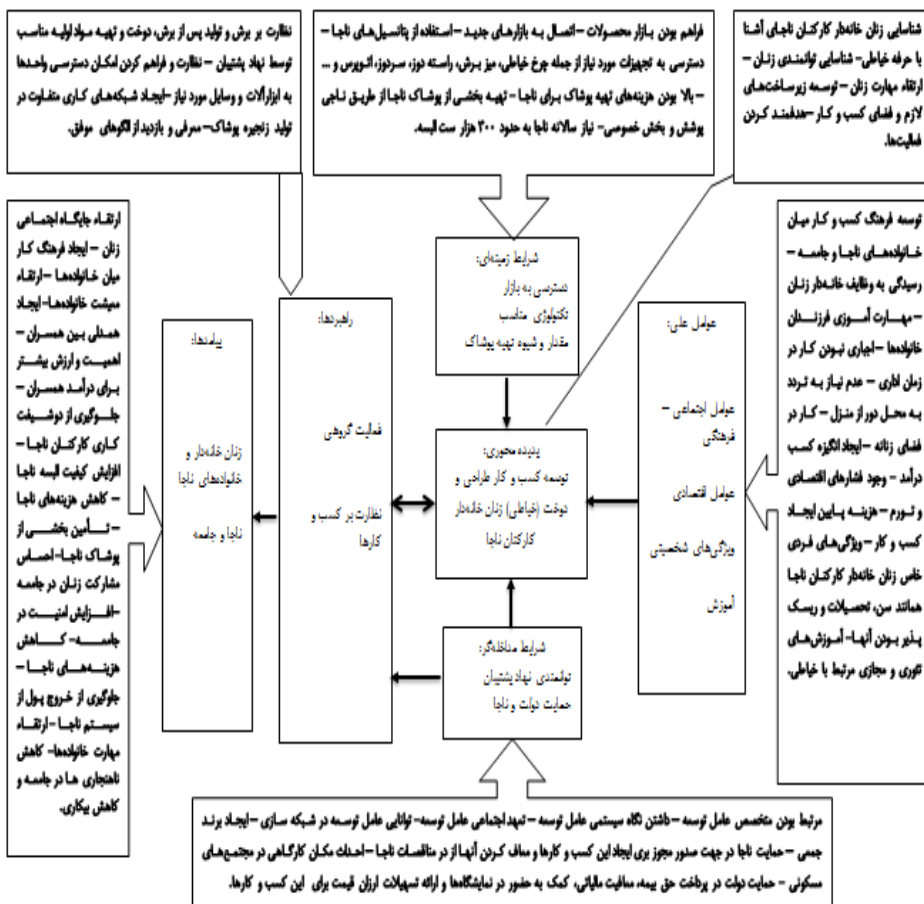 شناسایی زنان خانه‌دار کارکنان ناجای آشنا
با حرفه خیاطی- شناسایی توانمندی زنان –
ارتقاء مهارت زنان – توسعه زیرساخت‌های
لازم و فضای کسب و کار –هدفمند کردن
فعالیت‌ها.
فراهم بودن بازار محصولات – اتصال به بازارهای جدید – استفاده از پتانسیل‌های ناجا –
دسترسی به تجهیزات مورد نیاز از جمله چرخ خیاطی، میز برش، راسته دوز، سردوز، اتوپرس و ...
– بالا بودن هزینه‌های تهیه پوشاک برای ناجا – تهیه بخشی از پوشاک ناجا از طریق ناجی
پوشش و بخش خصوصی– نیاز سالانه ناجا به حدود ۳۰۰ هزار ست البسه.
نظارت بر برش و تولید پس از برش، دوخت و تهیه مواد اولیه مناسب
توسط نهاد پشتیبان – نظارت و فراهم کردن امکان دسترسی واحدها
به ابزارآلات و وسایل مورد نیاز –ایجاد شبکه‌های کاری متفاوت در
تولید زنجیره پوشاک– معرفی و بازدید از الگوهای موفق.
توسعه فرهنگ کسب و کار میان
خانواده‌های ناجا و جامعه –
رسیدگی به وظایف خانه‌دار زنان
– مهارت آموزی فرزندان
خانواده‌ها – اجباری نبودن کار در
زمان اداری – عدم نیاز به تردد
به محل دور از منزل – کار در
فضای زنانه – ایجاد انگیزه کسب
درآمد – وجود فشارهای اقتصادی
و تورم – هزینه پایین ایجاد
کسب و کار – ویژگی‌های فردی
خاص زنان خانه‌دار کارکنان ناجا
همانند سن، تحصیلات و ریسک
پذیر بودن آنها – آموزش‌های
تئوری و مجازی مرتبط با خیاطی.
عوامل علی:
عوامل اجتماعی –
فرهنگی
عوامل اقتصادی
ویژگی‌های شخصیتی
آموزش
شرایط زمینه‌ای:
دسترسی به بازار
تکنولوژی مناسب
مقدار و شیوه تهیه پوشاک
پدیده محوری:
توسعه کسب و کار طراحی و
دوخت (خیاطی) زنان خانه‌دار
کارکنان ناجا
شرایط مداخله‌گر:
توانمندی نهاد پشتیبان
حمایت دولت و ناجا
راهبردها:
فعالیت گروهی
نظارت بر کسب و
کارها
پیامدها:
زنان خانه‌دار و
خانواده‌های ناجا
ناجا و جامعه
ارتقاء جایگاه اجتماعی
زنان – ایجاد فرهنگ کار
میان خانواده‌ها – ارتقاء
معیشت خانواده‌ها– ایجاد
همدلی بین همسران –
اهمیت و ارزش بیشتر
برای درآمد همسران –
جلوگیری از دوشیفت
کاری کارکنان ناجا –
افزایش کیفیت البسه ناجا
– کاهش هزینه‌های ناجا
– تأمین بخشی از
پوشاک ناجا– احساس
مشارکت زنان در جامعه
–افزایش امنیت در
جامعه– کاهش
هزینه‌های ناجا –
جلوگیری از خروج پول از
سیستم ناجا – ارتقاء
مهارت خانواده‌ها– کاهش
ناهنجاری ها در جامعه و
کاهش بیکاری.
مرتبط بودن متخصص عامل توسعه – داشتن نگاه سیستمی عامل توسعه – تعهد اجتماعی عامل توسعه– توانایی عامل توسعه در شبکه سازی – ایجاد برند
جمعی – حمایت ناجا در جهت صدور مجوز بری ایجاد این کسب و کارها و معاف کردن آنها از در مناقصات ناجا – احداث مکان کارگاهی در مجتمع‌های
مسکونی – حمایت دولت در پرداخت حق بیمه، معافیت مالیاتی، کمک به حضور در نمایشگاه‌ها و ارائه تسهیلات ارزان قیمت برای این کسب و کارها.